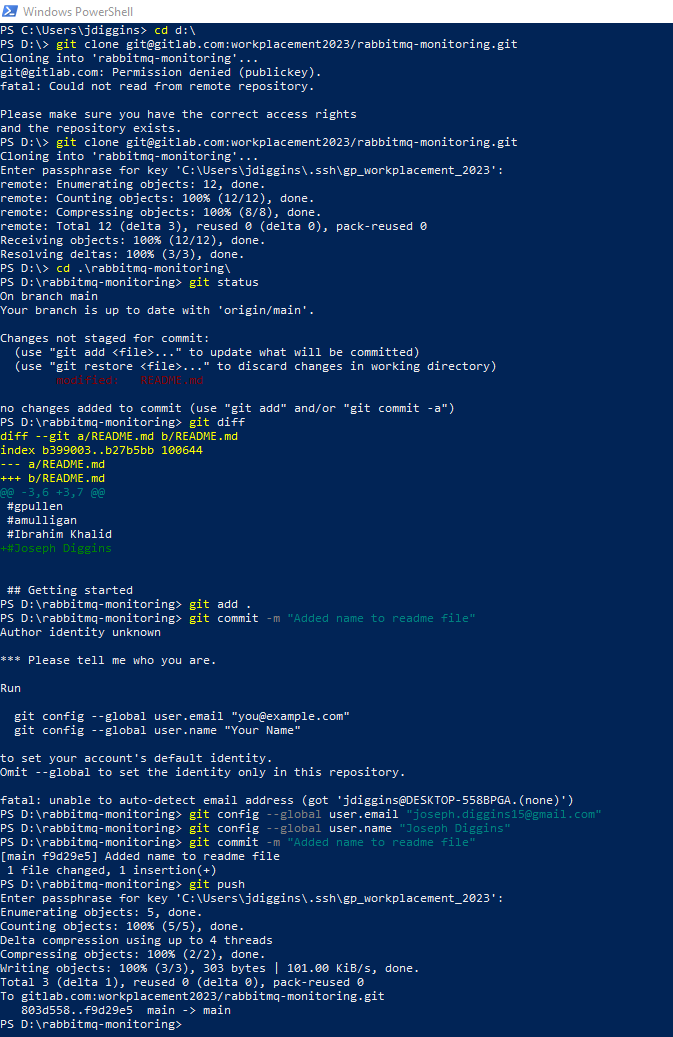 Windows PowerShell
PS C:\Users\jdiggins> cd d:\
PS D:\> git clone git@gitlab.com:workplacement2023/rabbitmq-monitoring.git
Cloning into 'rabbitmq-monitoring'...
git@gitlab.com: Permission denied (publickey).
fatal: Could not read from remote repository.

Please make sure you have the correct access rights
and the repository exists.
PS D:\> git clone git@gitlab.com:workplacement2023/rabbitmq-monitoring.git
Cloning into 'rabbitmq-monitoring'...
Enter passphrase for key 'C:\Users\jdiggins\.ssh\gp_workplacement_2023':
remote: Enumerating objects: 12, done.
remote: Counting objects: 100% (12/12), done.
remote: Compressing objects: 100% (8/8), done.
remote: Total 12 (delta 3), reused 0 (delta 0), pack-reused 0
Receiving objects: 100% (12/12), done.
Resolving deltas: 100% (3/3), done.
PS D:\> cd .\rabbitmq-monitoring\
PS D:\rabbitmq-monitoring> git status
On branch main
Your branch is up to date with 'origin/main'.

Changes not staged for commit:
  (use "git add <file>..." to update what will be committed)
  (use "git restore <file>..." to discard changes in working directory)
        modified:   README.md

no changes added to commit (use "git add" and/or "git commit -a")
PS D:\rabbitmq-monitoring> git diff
diff --git a/README.md b/README.md
index b399003..b27b5bb 100644
--- a/README.md
+++ b/README.md
@@ -3,6 +3,7 @@
 #gpullen
 #amulligan
 #Ibrahim Khalid
+#Joseph Diggins


 ## Getting started
PS D:\rabbitmq-monitoring> git add .
PS D:\rabbitmq-monitoring> git commit -m "Added name to readme file"
Author identity unknown

*** Please tell me who you are.

Run

  git config --global user.email "you@example.com"
  git config --global user.name "Your Name"

to set your account's default identity.
Omit --global to set the identity only in this repository.

fatal: unable to auto-detect email address (got 'jdiggins@DESKTOP-558BPGA.(none)')
PS D:\rabbitmq-monitoring> git config --global user.email "joseph.diggins15@gmail.com"
PS D:\rabbitmq-monitoring> git config --global user.name "Joseph Diggins"
PS D:\rabbitmq-monitoring> git commit -m "Added name to readme file"
[main f9d29e5] Added name to readme file
 1 file changed, 1 insertion(+)
PS D:\rabbitmq-monitoring> git push
Enter passphrase for key 'C:\Users\jdiggins\.ssh\gp_workplacement_2023':
Enumerating objects: 5, done.
Counting objects: 100% (5/5), done.
Delta compression using up to 4 threads
Compressing objects: 100% (2/2), done.
Writing objects: 100% (3/3), 303 bytes | 101.00 KiB/s, done.
Total 3 (delta 1), reused 0 (delta 0), pack-reused 0
To gitlab.com:workplacement2023/rabbitmq-monitoring.git
   803d558..f9d29e5  main -> main
PS D:\rabbitmq-monitoring>